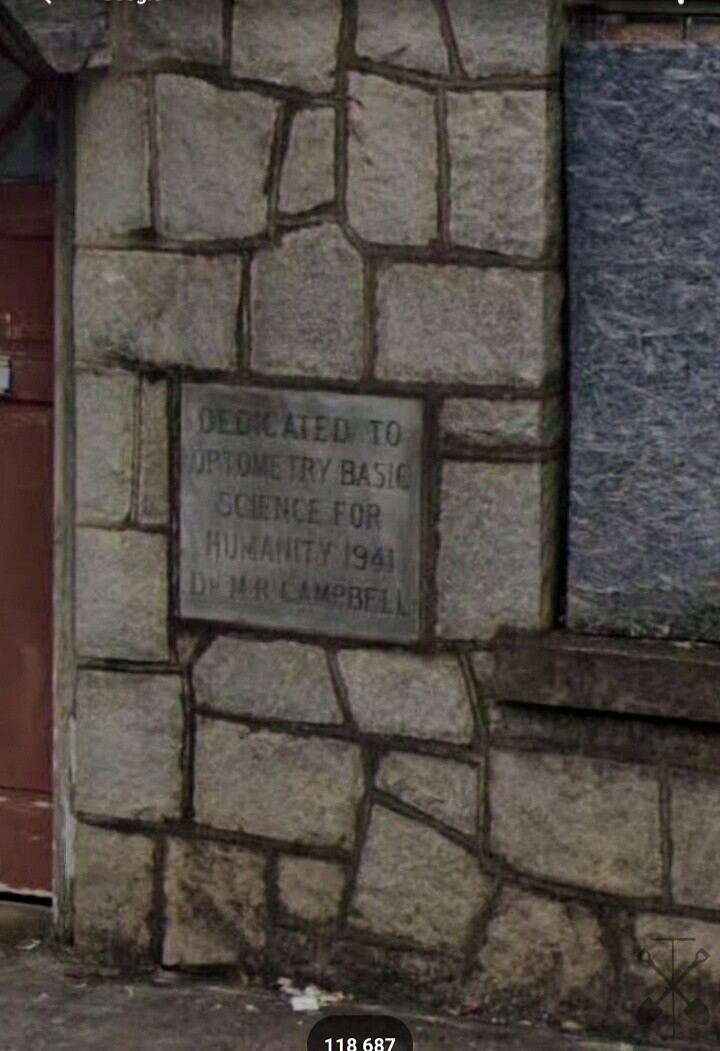 DEDICATED TO
OPTOMETRY BASIC
SCIENCE FOR
HUMANITY 1941
Dr M R CAMPBELL
118 687